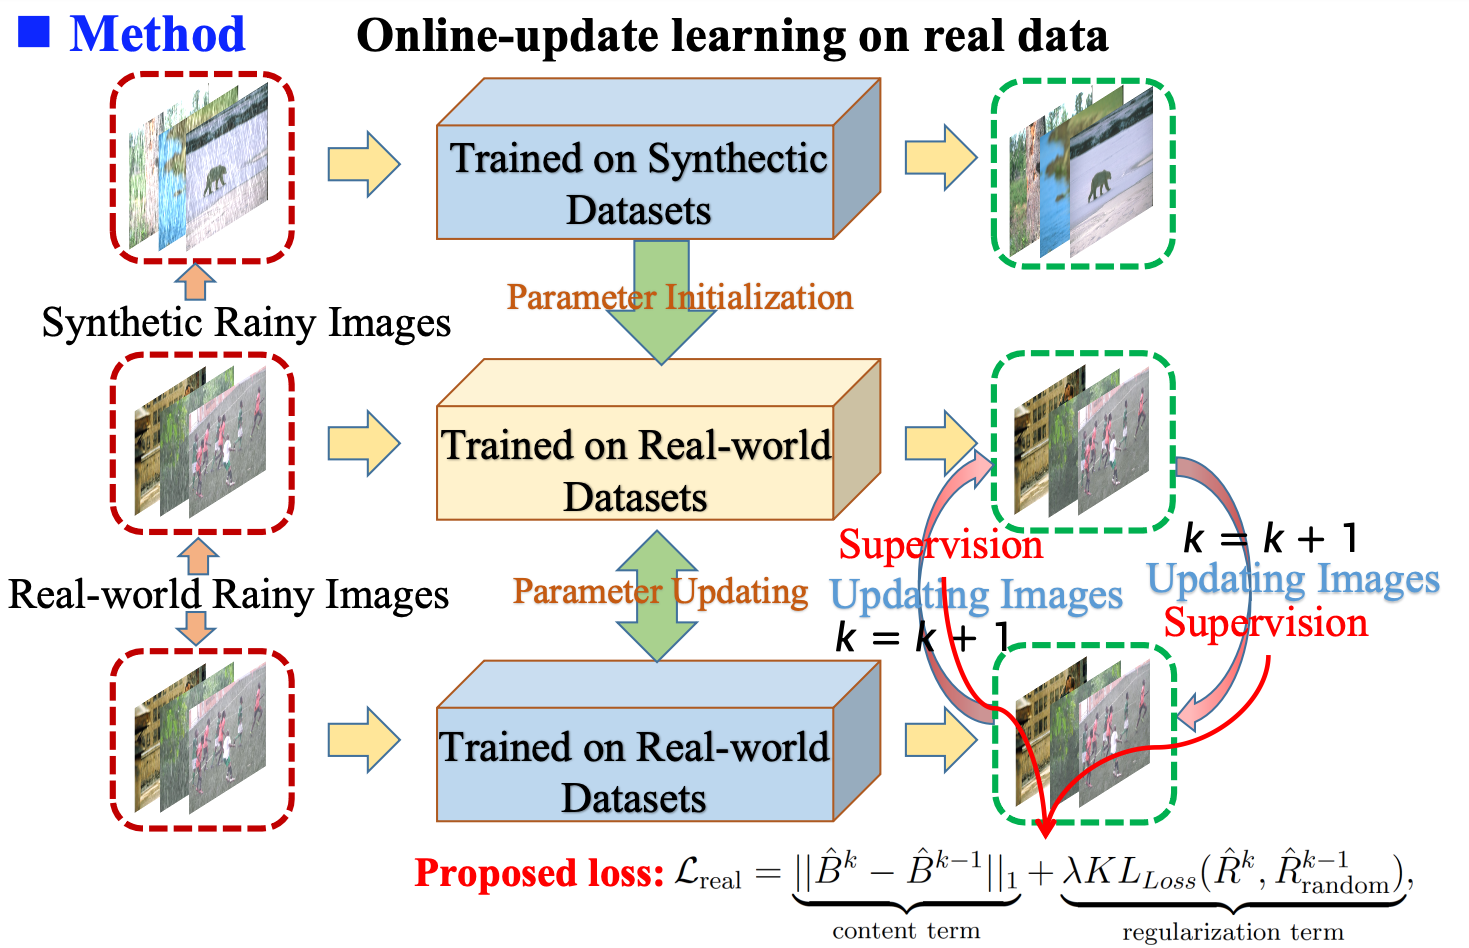 Method
Online-update learning on real data
Trained on Synthectic
Datasets
Parameter Initialization
Synthetic Rainy Images
Trained on Real-world
Datasets
Supervision
k = k + 1
Updating Images
Real-world Rainy Images
Parameter Updating
Updating Images
Supervision
k = k + 1
Trained on Real-world
Datasets
Proposed loss: $\mathcal{L}_{\text{real}} = \underbrace{||\hat{B}^{k} - \hat{B}^{k-1}||_1}_{\text{content term}} + \underbrace{\lambda KL_{Loss}(\hat{R}^{k}, \hat{R}^{k-1}_{\text{random}})}_{\text{regularization term}},$